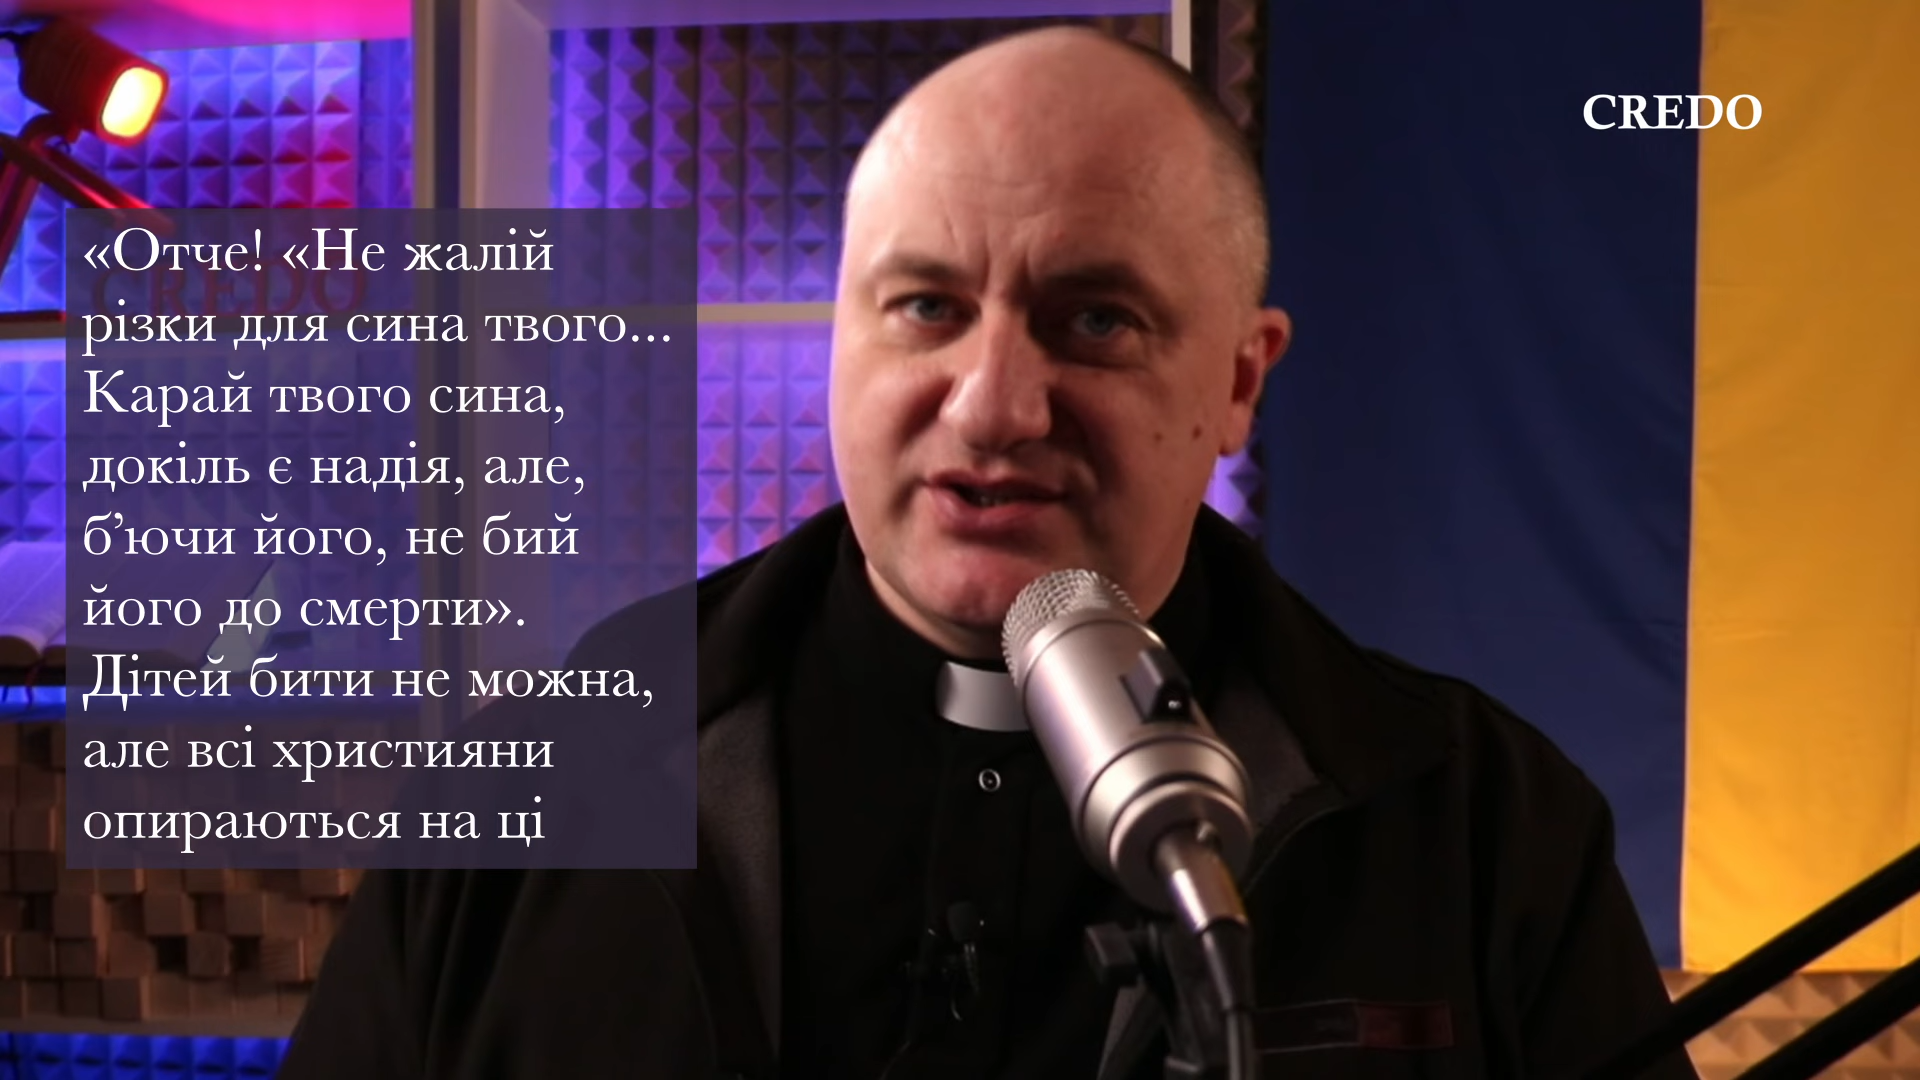 CREDO
«Отче! «Не жалій
різки для сина твого...
Карай твого сина,
докіль є надія, але,
б’ючи його, не бий
його до смерти».
Дітей бити не можна,
але всі християни
опираються на ці
CREDO